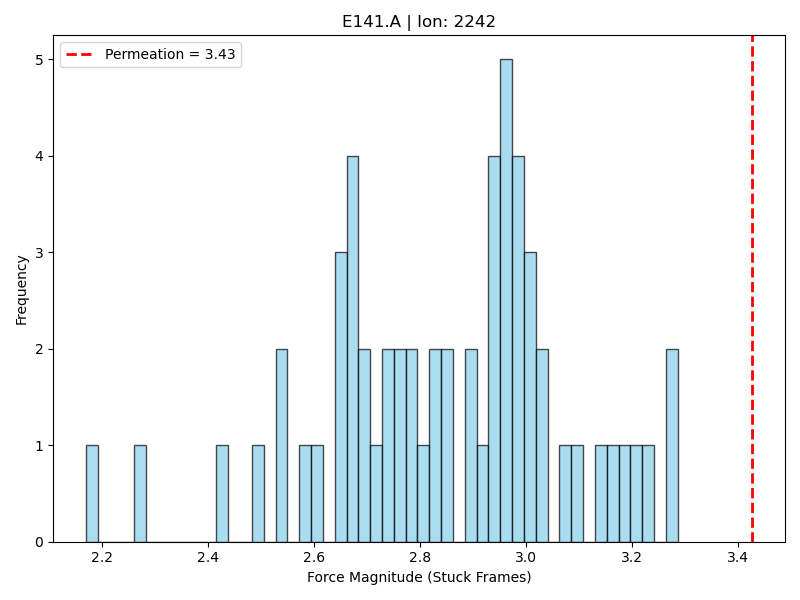 E141.A | Ion: 2242
Permeation = 3.43
Frequency
5
4
3
2
1
0
2.2 2.4 2.6 2.8 3.0 3.2 3.4
Force Magnitude (Stuck Frames)